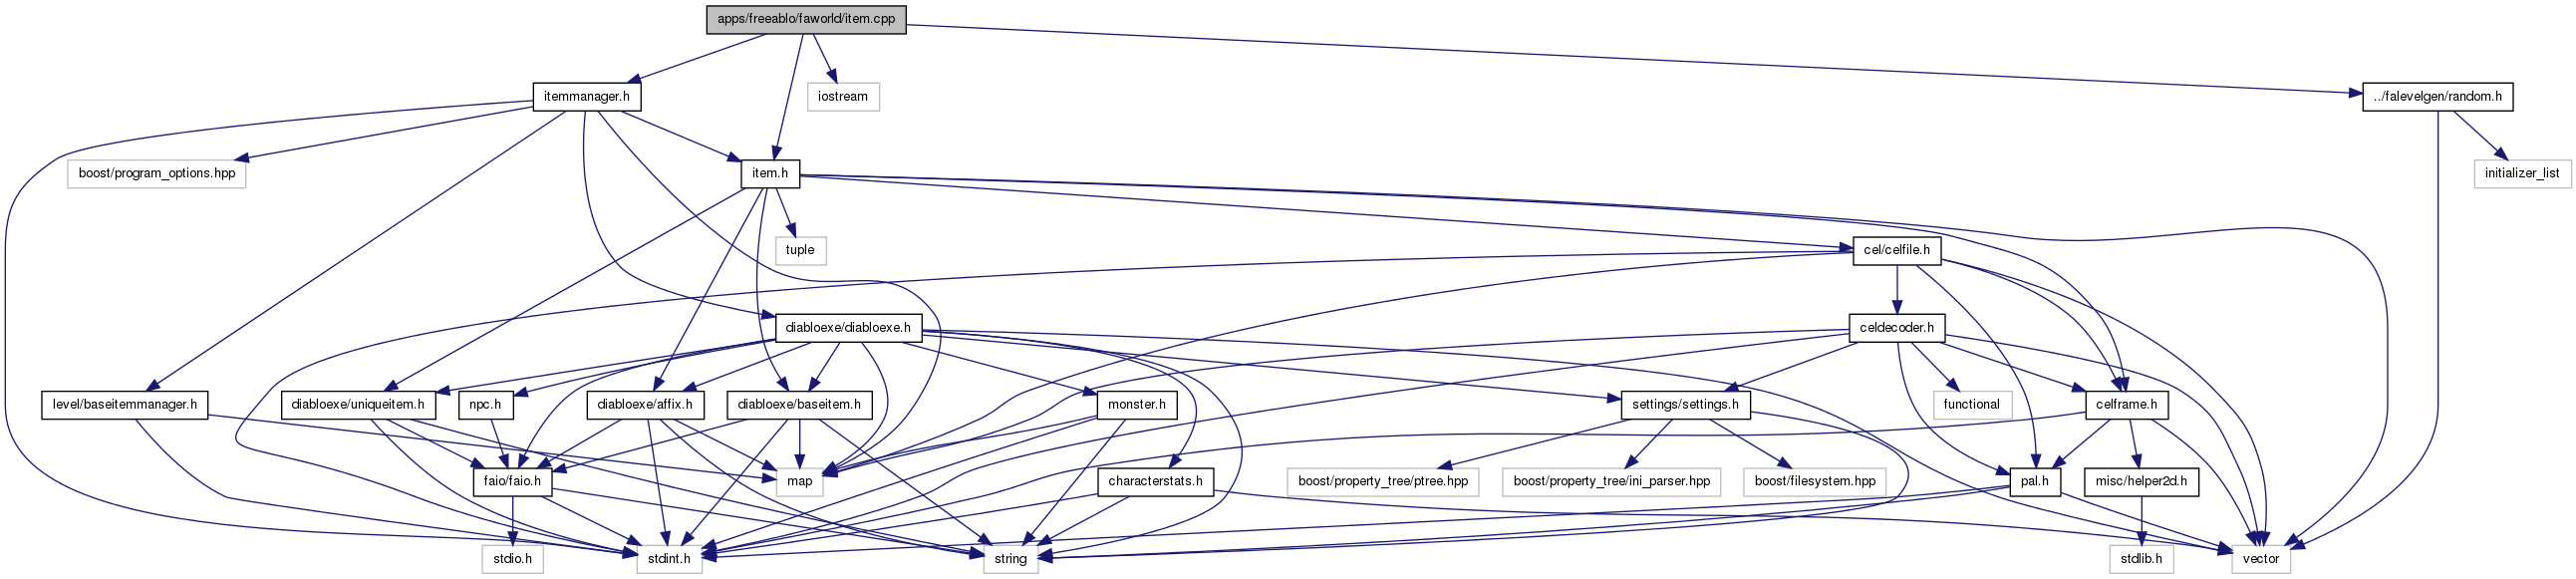 apps/freeablo/faworld/item.cpp
itemmanager.h
iostream
../falevelgen/random.h
boost/program_options.hpp
item.h
initializer_list
tuple
cel/celfile.h
diabloexe/diabloexe.h
celdecoder.h
level/baseitemmanager.h
diabloexe/uniqueitem.h
npc.h
diabloexe/affix.h
diabloexe/baseitem.h
monster.h
settings/settings.h
functional
celframe.h
faio/faio.h
map
characterstats.h
boost/property_tree/ptree.hpp
boost/property_tree/ini_parser.hpp
boost/filesystem.hpp
pal.h
misc/helper2d.h
stdio.h
stdint.h
string
stdlib.h
vector